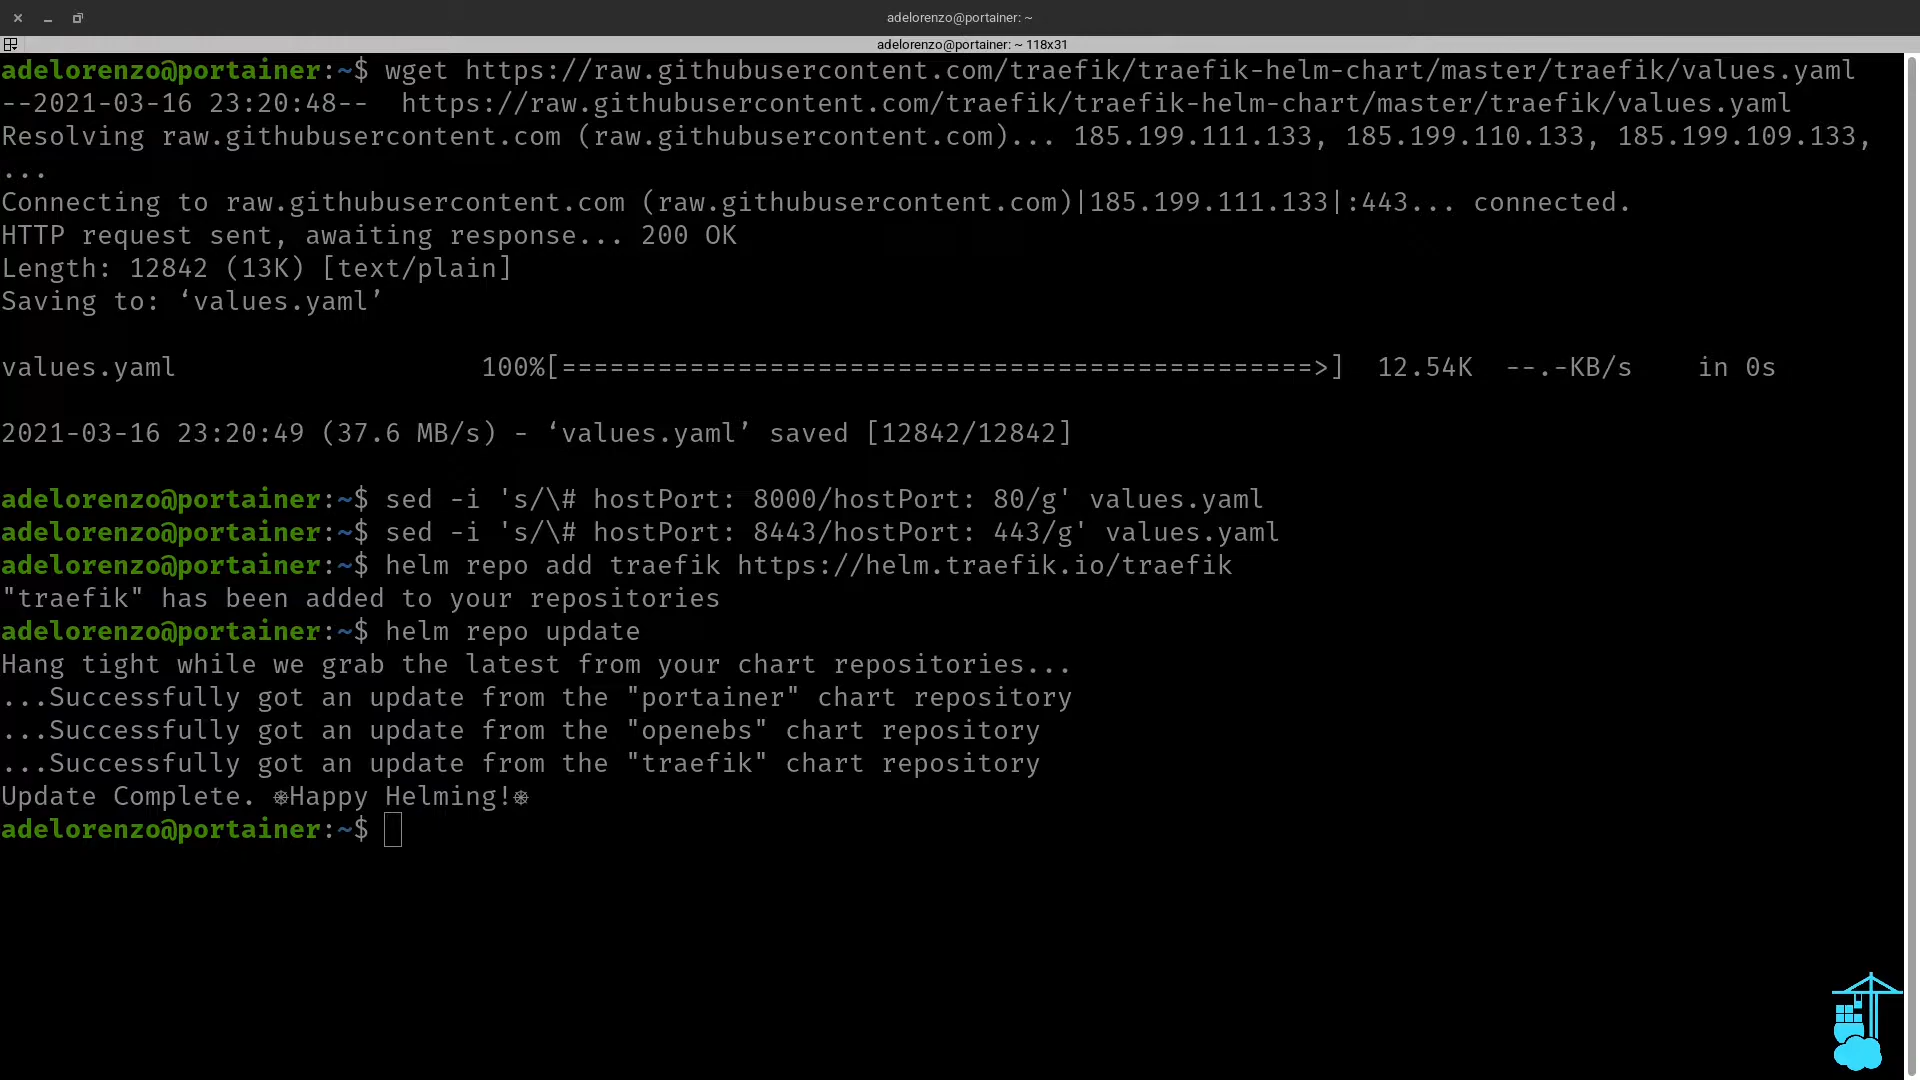 adelorenzo@portainer: ~
adelorenzo@portainer: ~ 118x31
adelorenzo@portainer:~$ wget https://raw.githubusercontent.com/traefik/traefik-helm-chart/master/traefik/values.yaml
--2021-03-16 23:20:48--  https://raw.githubusercontent.com/traefik/traefik-helm-chart/master/traefik/values.yaml
Resolving raw.githubusercontent.com (raw.githubusercontent.com)... 185.199.111.133, 185.199.110.133, 185.199.109.133,
...
Connecting to raw.githubusercontent.com (raw.githubusercontent.com)|185.199.111.133|:443... connected.
HTTP request sent, awaiting response... 200 OK
Length: 12842 (13K) [text/plain]
Saving to: ‘values.yaml’
values.yaml                   100%[===============================================>]  12.54K  --.-KB/s    in 0s
2021-03-16 23:20:49 (37.6 MB/s) - ‘values.yaml’ saved [12842/12842]
adelorenzo@portainer:~$ sed -i 's/\# hostPort: 8000/hostPort: 80/g' values.yaml
adelorenzo@portainer:~$ sed -i 's/\# hostPort: 8443/hostPort: 443/g' values.yaml
adelorenzo@portainer:~$ helm repo add traefik https://helm.traefik.io/traefik
"traefik" has been added to your repositories
adelorenzo@portainer:~$ helm repo update
Hang tight while we grab the latest from your chart repositories...
...Successfully got an update from the "portainer" chart repository
...Successfully got an update from the "openebs" chart repository
...Successfully got an update from the "traefik" chart repository
Update Complete. ⎈Happy Helming!⎈
adelorenzo@portainer:~$